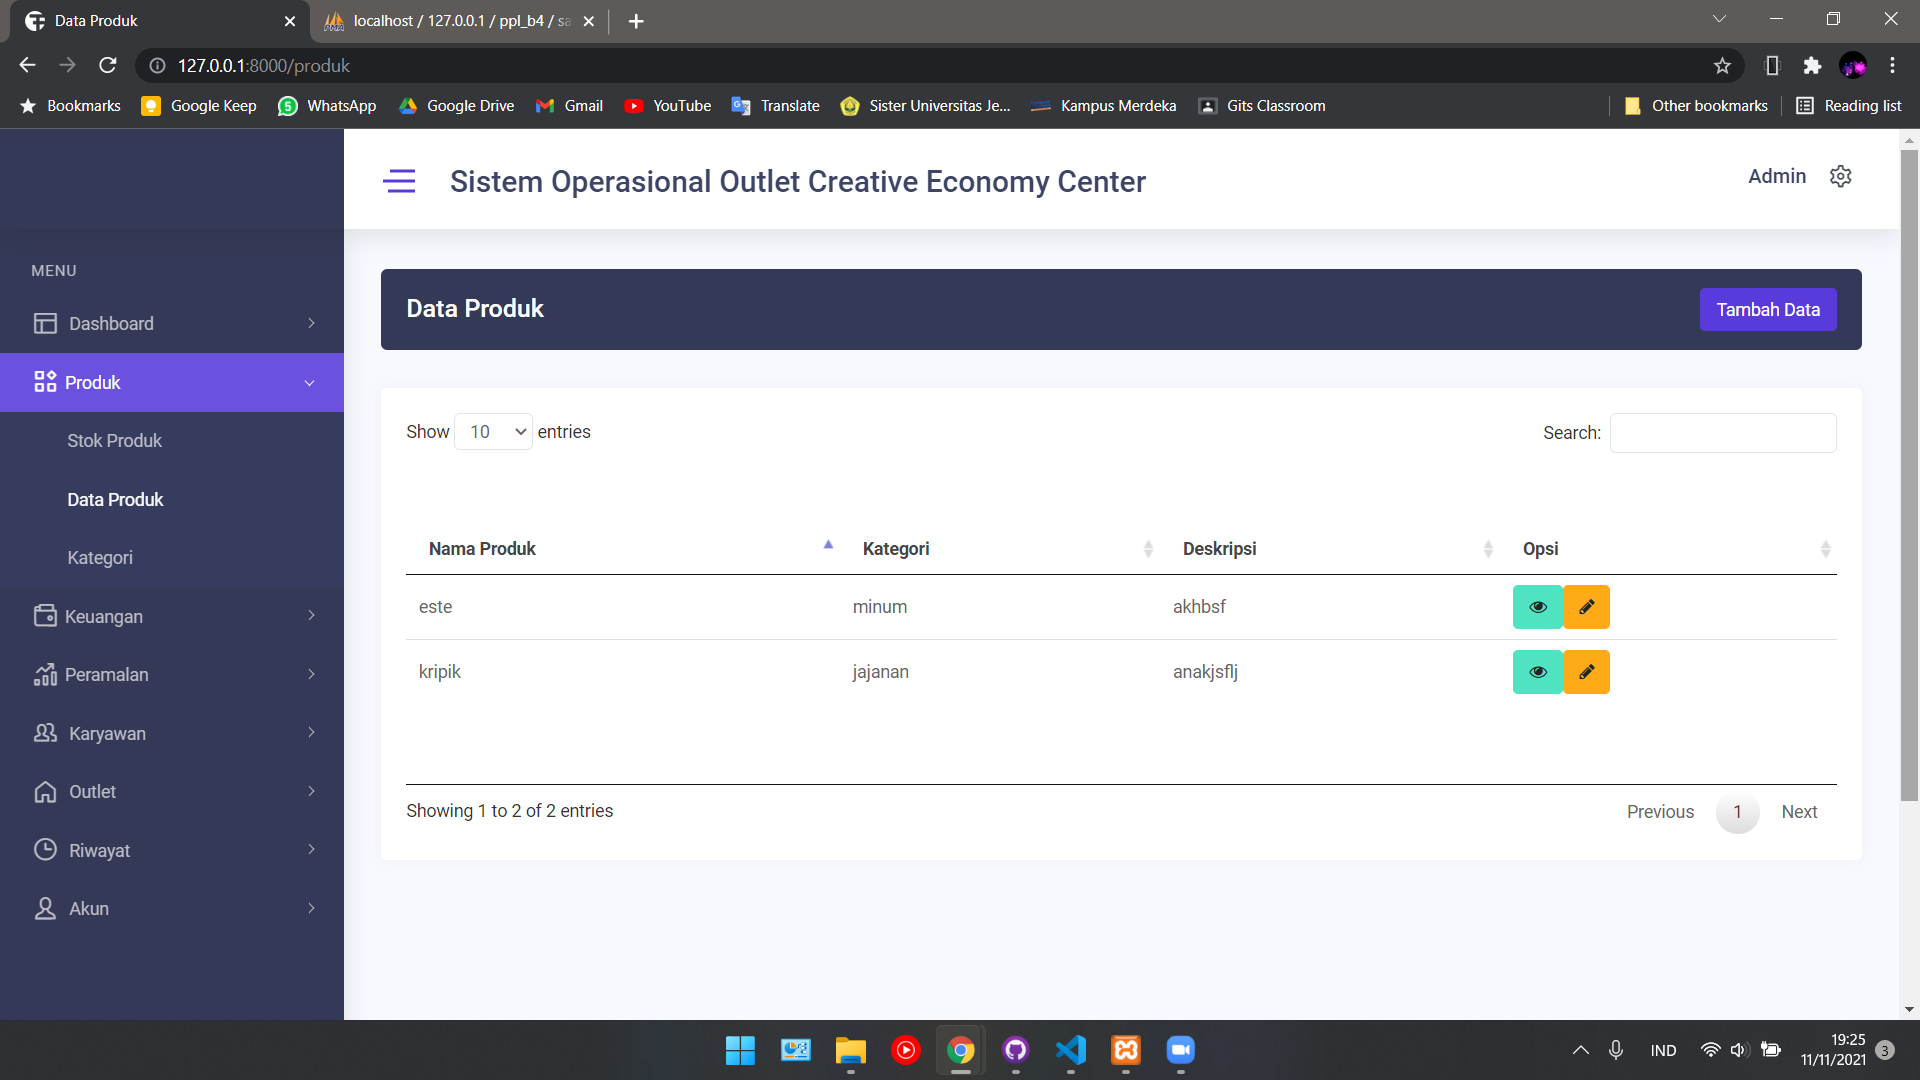 Data Produk
localhost / 127.0.0.1 / ppl_b4 / sa
127.0.0.1:8000/produk
Bookmarks
Google Keep
WhatsApp
Google Drive
Gmail
YouTube
Translate
Sister Universitas Je...
Kampus Merdeka
Gits Classroom
Other bookmarks
Reading list
Sistem Operasional Outlet Creative Economy Center
Admin
MENU
Dashboard
Produk
Stok Produk
Data Produk
Kategori
Keuangan
Peramalan
Karyawan
Outlet
Riwayat
Akun
Data Produk
Tambah Data
Show 10 entries
Search:
Nama Produk Kategori Deskripsi Opsi
este minum akhbsf
kripik jajanan anakjsflj
Showing 1 to 2 of 2 entries
Previous 1 Next
IND
19:25
11/11/2021
3